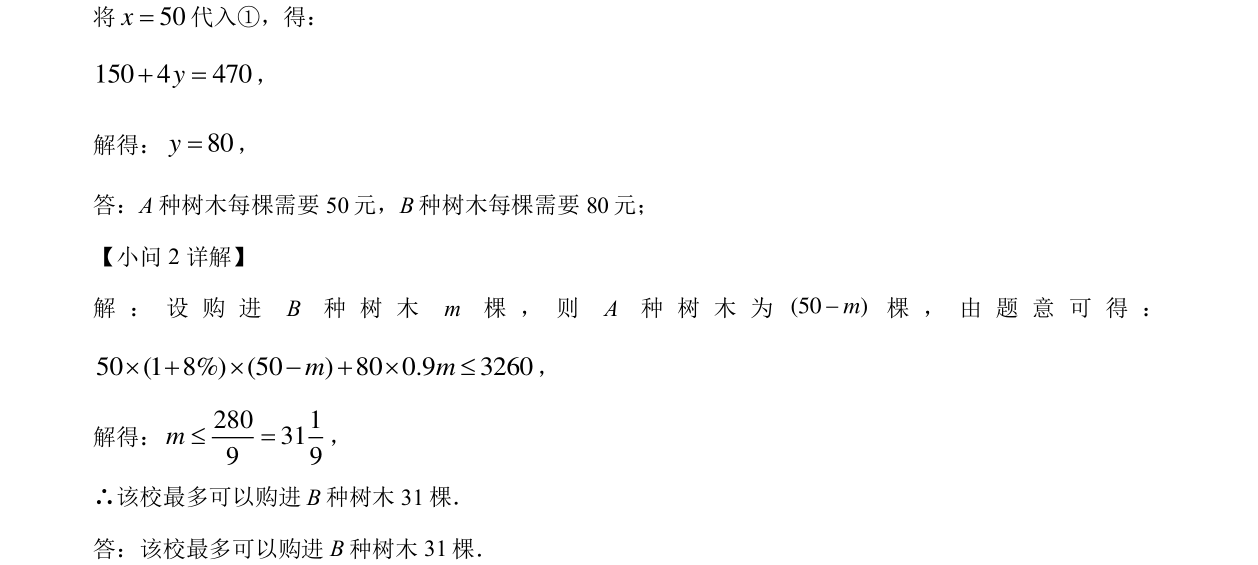 将 x = 50 代入①，得：
150 + 4y = 470，
解得： y = 80，
答：A 种树木每棵需要 50 元，B 种树木每棵需要 80 元；
【小问 2 详解】
解：设购进 B 种树木 m 棵，则 A 种树木为 (50 − m) 棵，由题意可得：
50×(1+8%)×(50−m)+80×0.9m ≤ 3260，
解得：m ≤ 280/9 = 31 1/9，
∴该校最多可以购进 B 种树木 31 棵．
答：该校最多可以购进 B 种树木 31 棵．